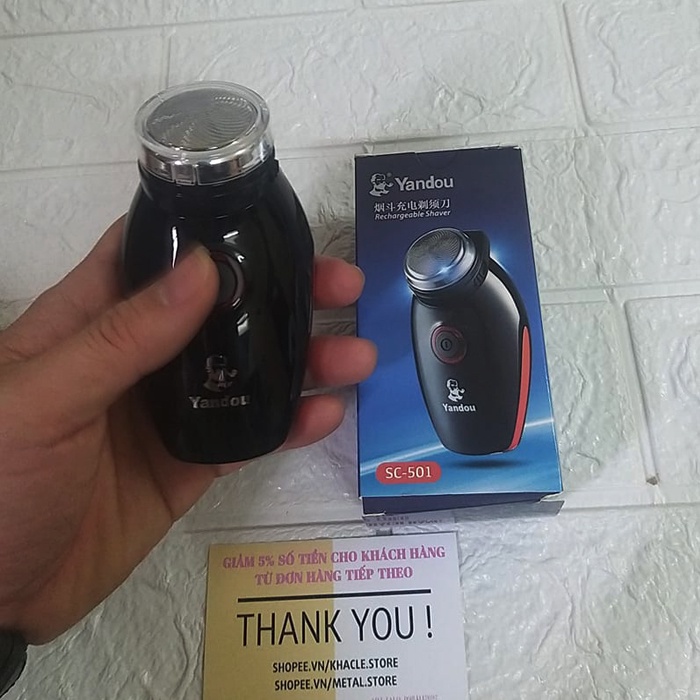 Yandou
Yandou
烟斗充电剃须刀
Rechargeable Shaver
Yandou
SC-501
GIẢM 5% SỐ TIỀN CHO KHÁCH HÀNG
TỪ ĐƠN HÀNG TIẾP THEO
THANK YOU !
SHOPEE.VN/KHACLE.STORE
SHOPEE.VN/METAL.STORE